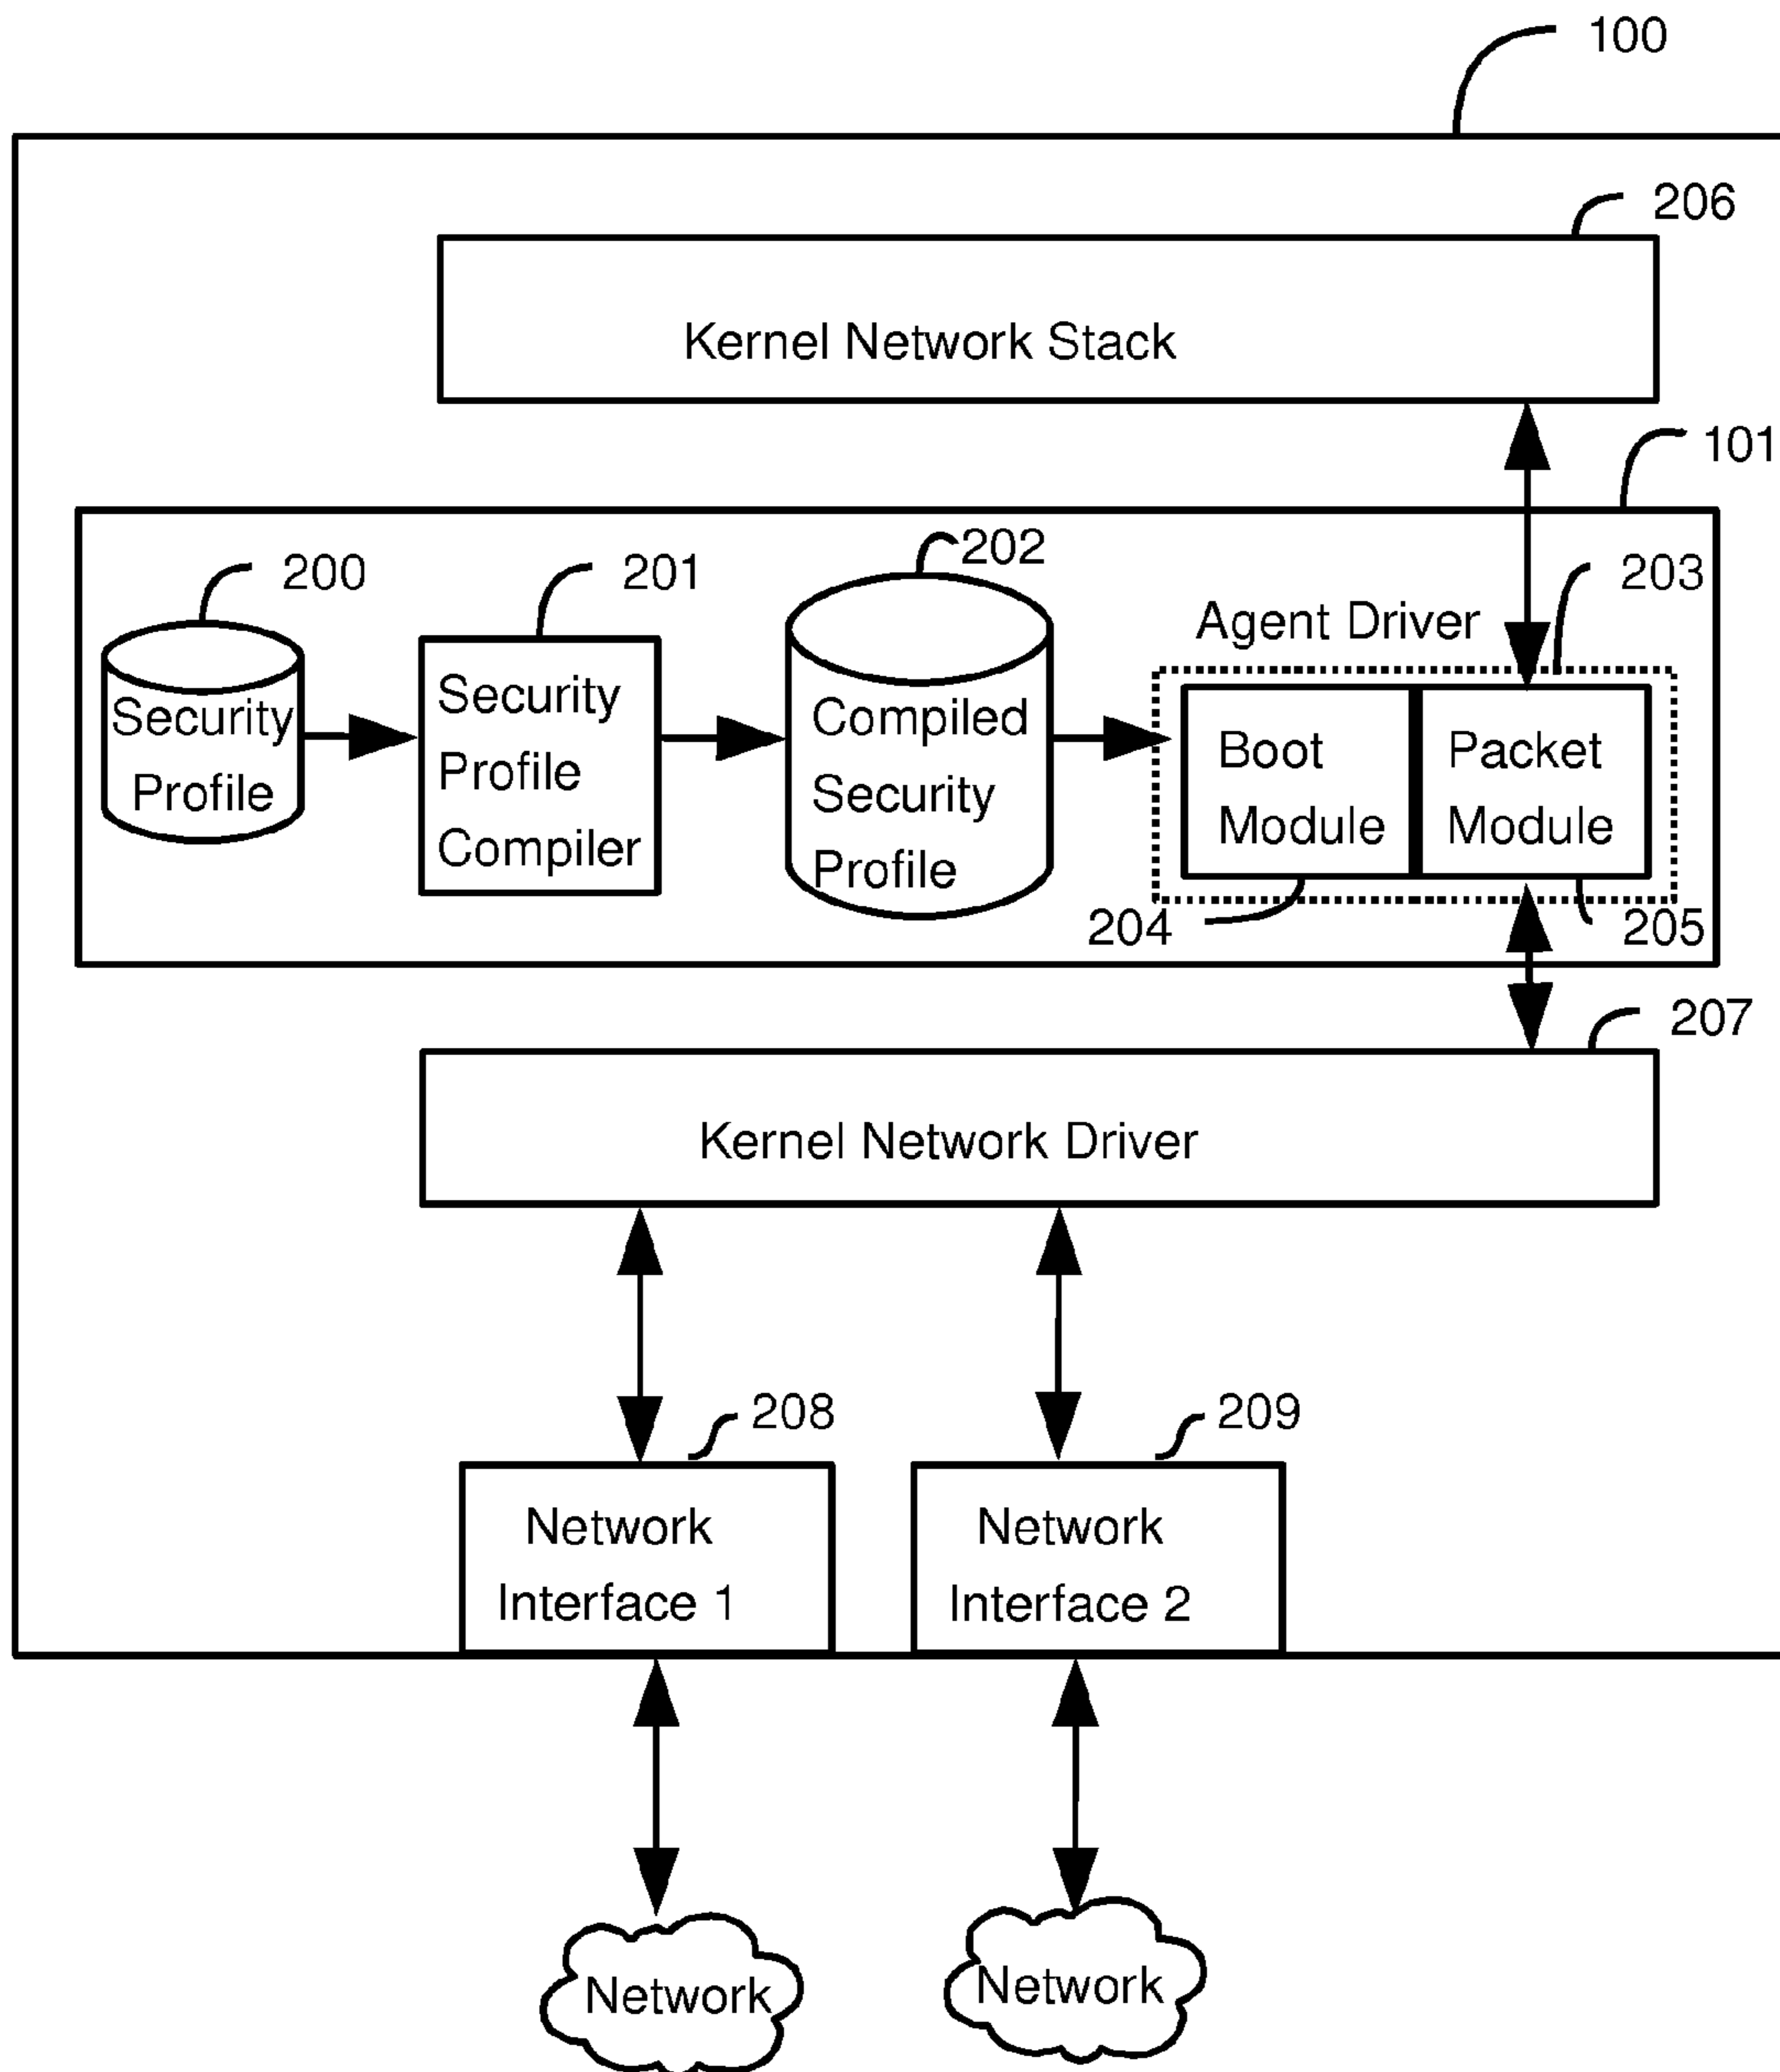 100
206
Kernel Network Stack
101
200
201
202
203
Agent Driver
Security
Profile
Security
Profile
Compiler
Compiled
Security
Profile
Boot
Module
Packet
Module
204
205
207
Kernel Network Driver
208
209
Network
Interface 1
Network
Interface 2
Network
Network